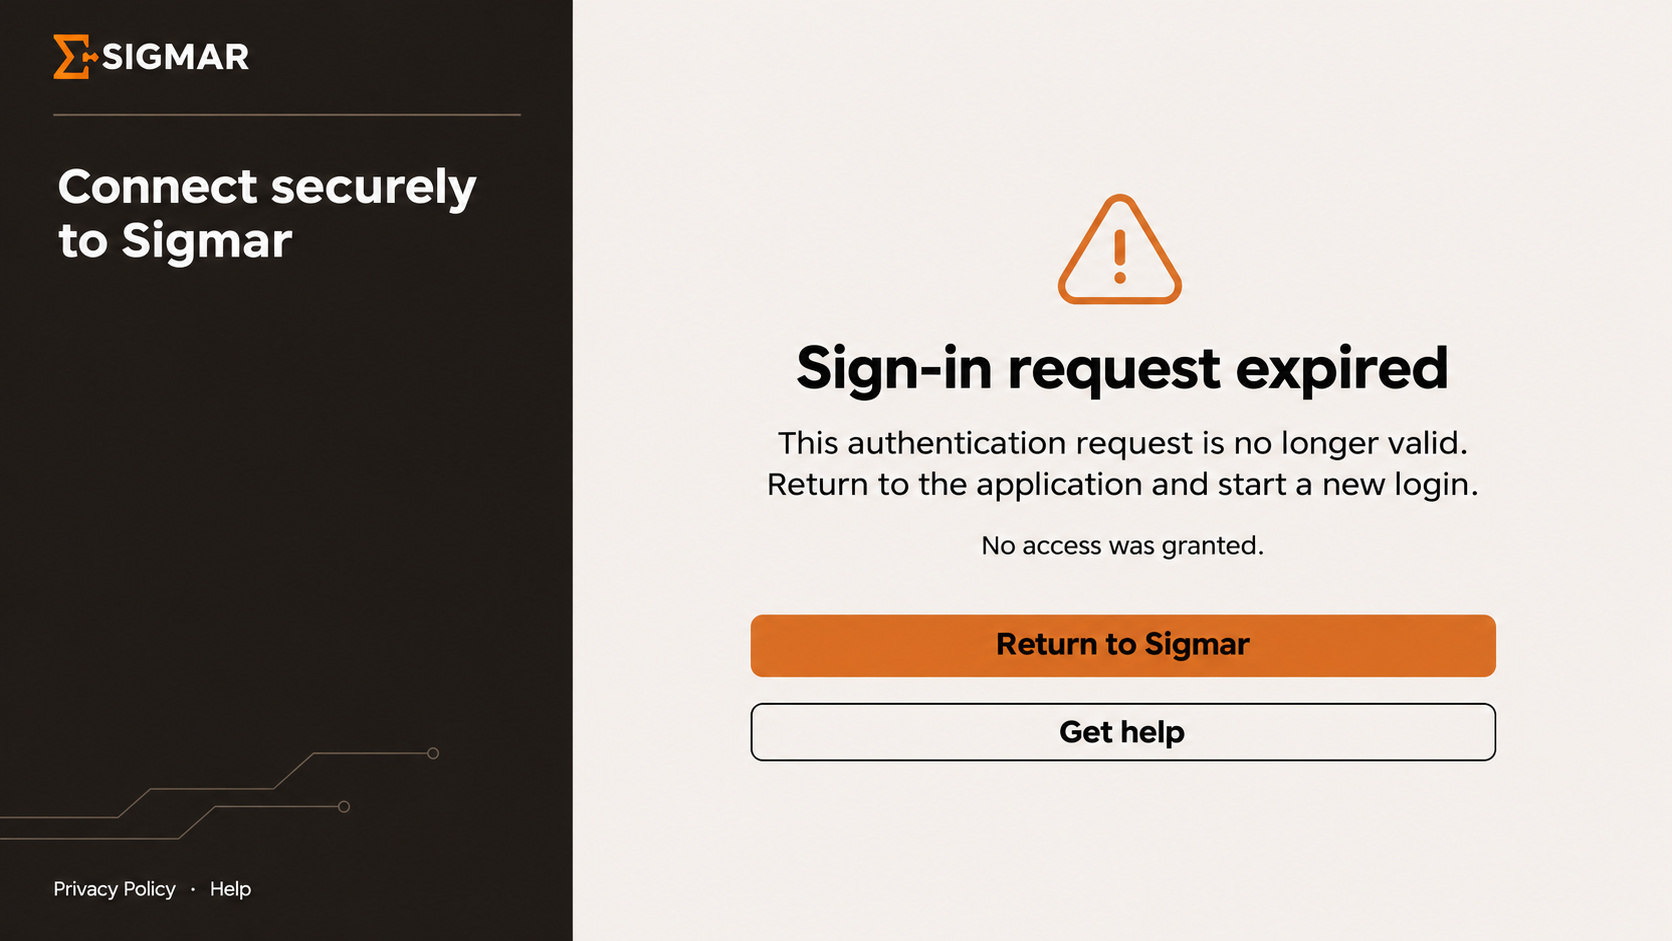 SIGMAR
Connect securely
to Sigmar
Privacy Policy · Help
Sign-in request expired
This authentication request is no longer valid.
Return to the application and start a new login.
No access was granted.
Return to Sigmar
Get help